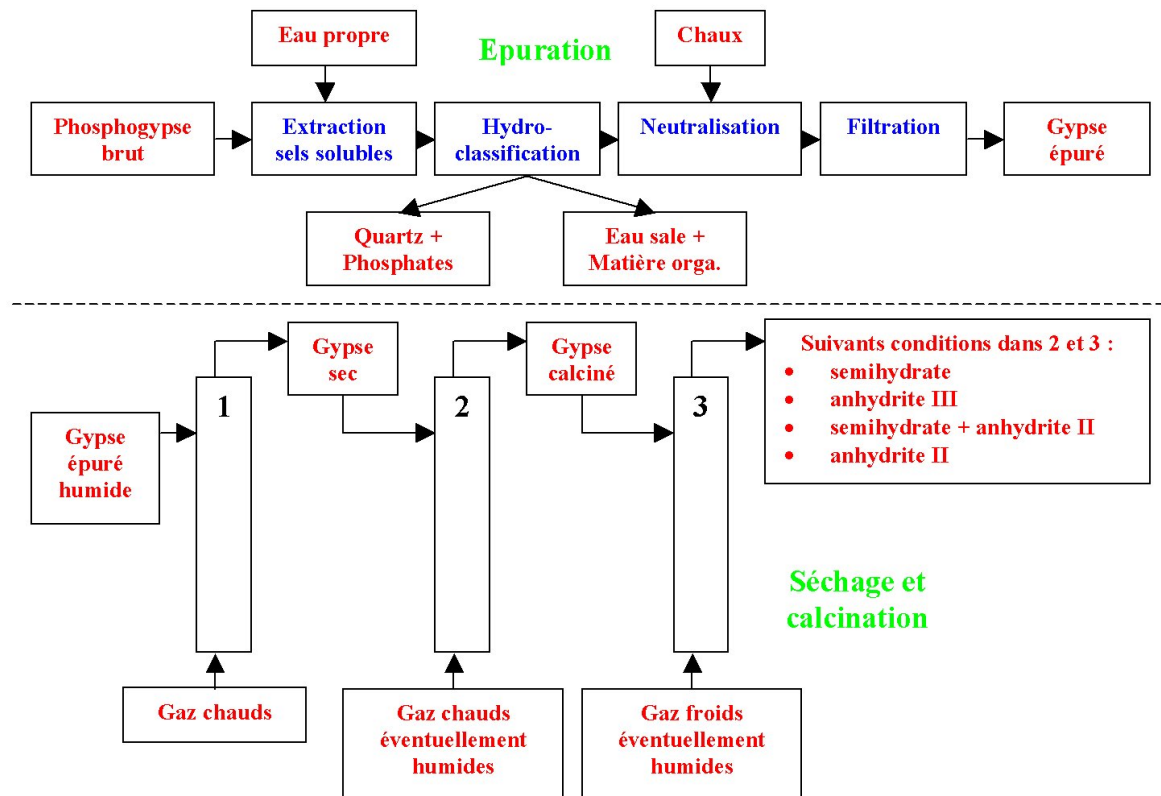 Eau propre
Epuration
Chaux
Phosphogypse
brut
Extraction
sels solubles
Hydro-
classification
Neutralisation
Filtration
Gypse
épuré
Quartz +
Phosphates
Eau sale +
Matière orga.
Gypse
sec
Gypse
calciné
Suivants conditions dans 2 et 3 :
• semihydrate
• anhydrite III
• semihydrate + anhydrite II
• anhydrite II
1
2
3
Gypse
épuré
humide
Séchage et
calcination
Gaz chauds
Gaz chauds
éventuellement
humides
Gaz froids
éventuellement
humides